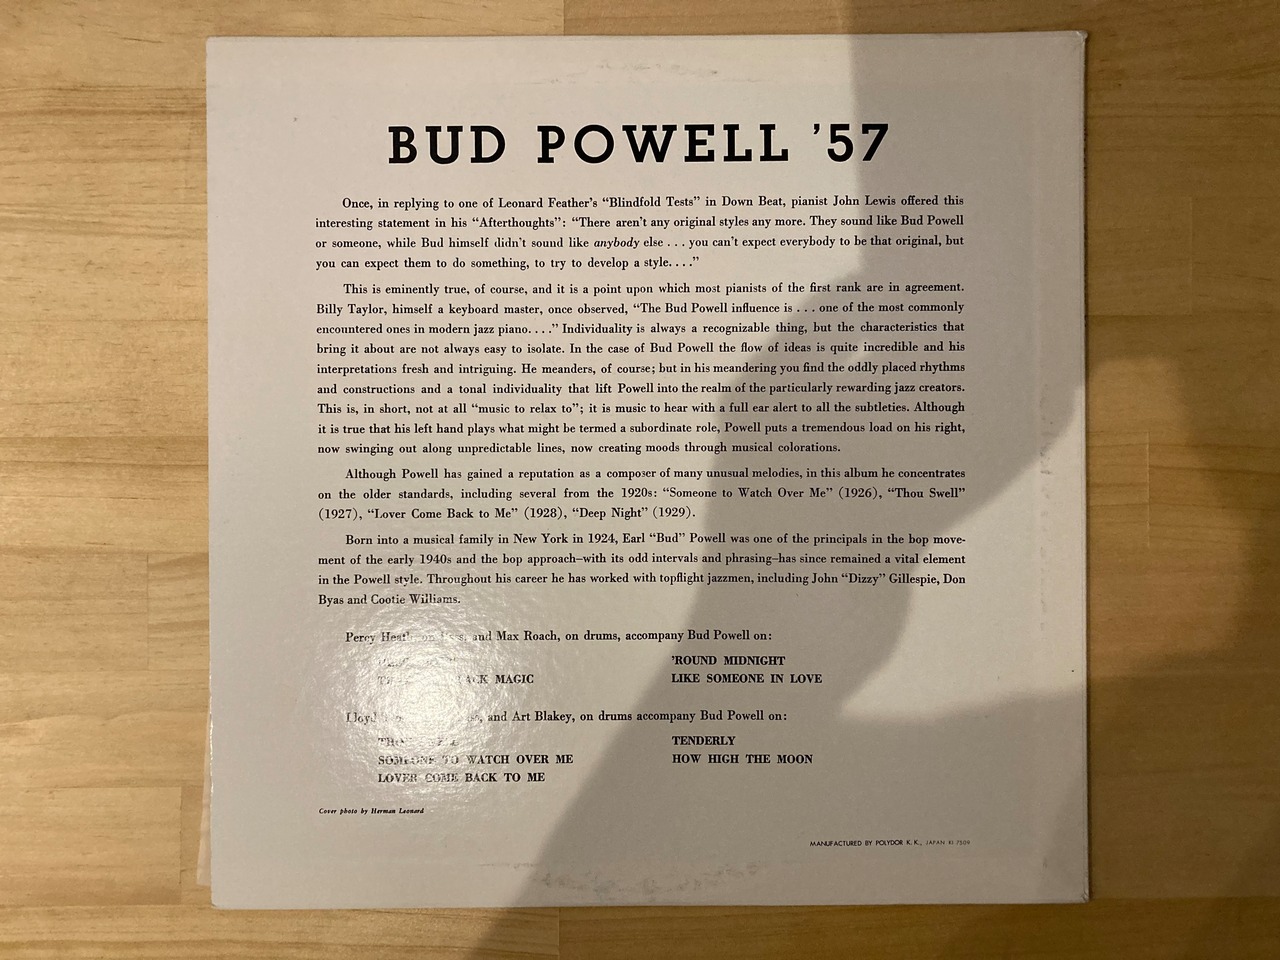 BUD POWELL ’57
Once, in replying to one of Leonard Feather’s “Blindfold Tests” in Down Beat, pianist John Lewis offered this
interesting statement in his “Afterthoughts”: “There aren’t any original styles any more. They sound like Bud Powell
or someone, while Bud himself didn’t sound like anybody else . . . you can’t expect everybody to be that original, but
you can expect them to do something, to try to develop a style. . . .”
This is eminently true, of course, and it is a point upon which most pianists of the first rank are in agreement.
Billy Taylor, himself a keyboard master, once observed, “The Bud Powell influence is . . . one of the most commonly
encountered ones in modern jazz piano. . . .” Individuality is always a recognizable thing, but the characteristics that
bring it about are not always easy to isolate. In the case of Bud Powell the flow of ideas is quite incredible and his
interpretations fresh and intriguing. He meanders, of course; but in his meandering you find the oddly placed rhythms
and constructions and a tonal individuality that lift Powell into the realm of the particularly rewarding jazz creators.
This is, in short, not at all “music to relax to”; it is music to hear with a full ear alert to all the subtleties. Although
it is true that his left hand plays what might be termed a subordinate role, Powell puts a tremendous load on his right,
now swinging out along unpredictable lines, now creating moods through musical colorations.
Although Powell has gained a reputation as a composer of many unusual melodies, in this album he concentrates
on the older standards, including several from the 1920s: “Someone to Watch Over Me” (1926), “Thou Swell”
(1927), “Lover Come Back to Me” (1928), “Deep Night” (1929).
Born into a musical family in New York in 1924, Earl “Bud” Powell was one of the principals in the bop move-
ment of the early 1940s and the bop approach—with its odd intervals and phrasing—has since remained a vital element
in the Powell style. Throughout his career he has worked with topflight jazzmen, including John “Dizzy” Gillespie, Don
Byas and Cootie Williams.
Percy Heath, and Max Roach, on drums, accompany Bud Powell on:
MAGIC
’ROUND MIDNIGHT
LIKE SOMEONE IN LOVE
Lloyd and Art Blakey, on drums accompany Bud Powell on:
SOMEONE TO WATCH OVER ME
LOVER COME BACK TO ME
TENDERLY
HOW HIGH THE MOON
Cover photo by Herman Leonard
MANUFACTURED BY POLYDOR K. K., JAPAN